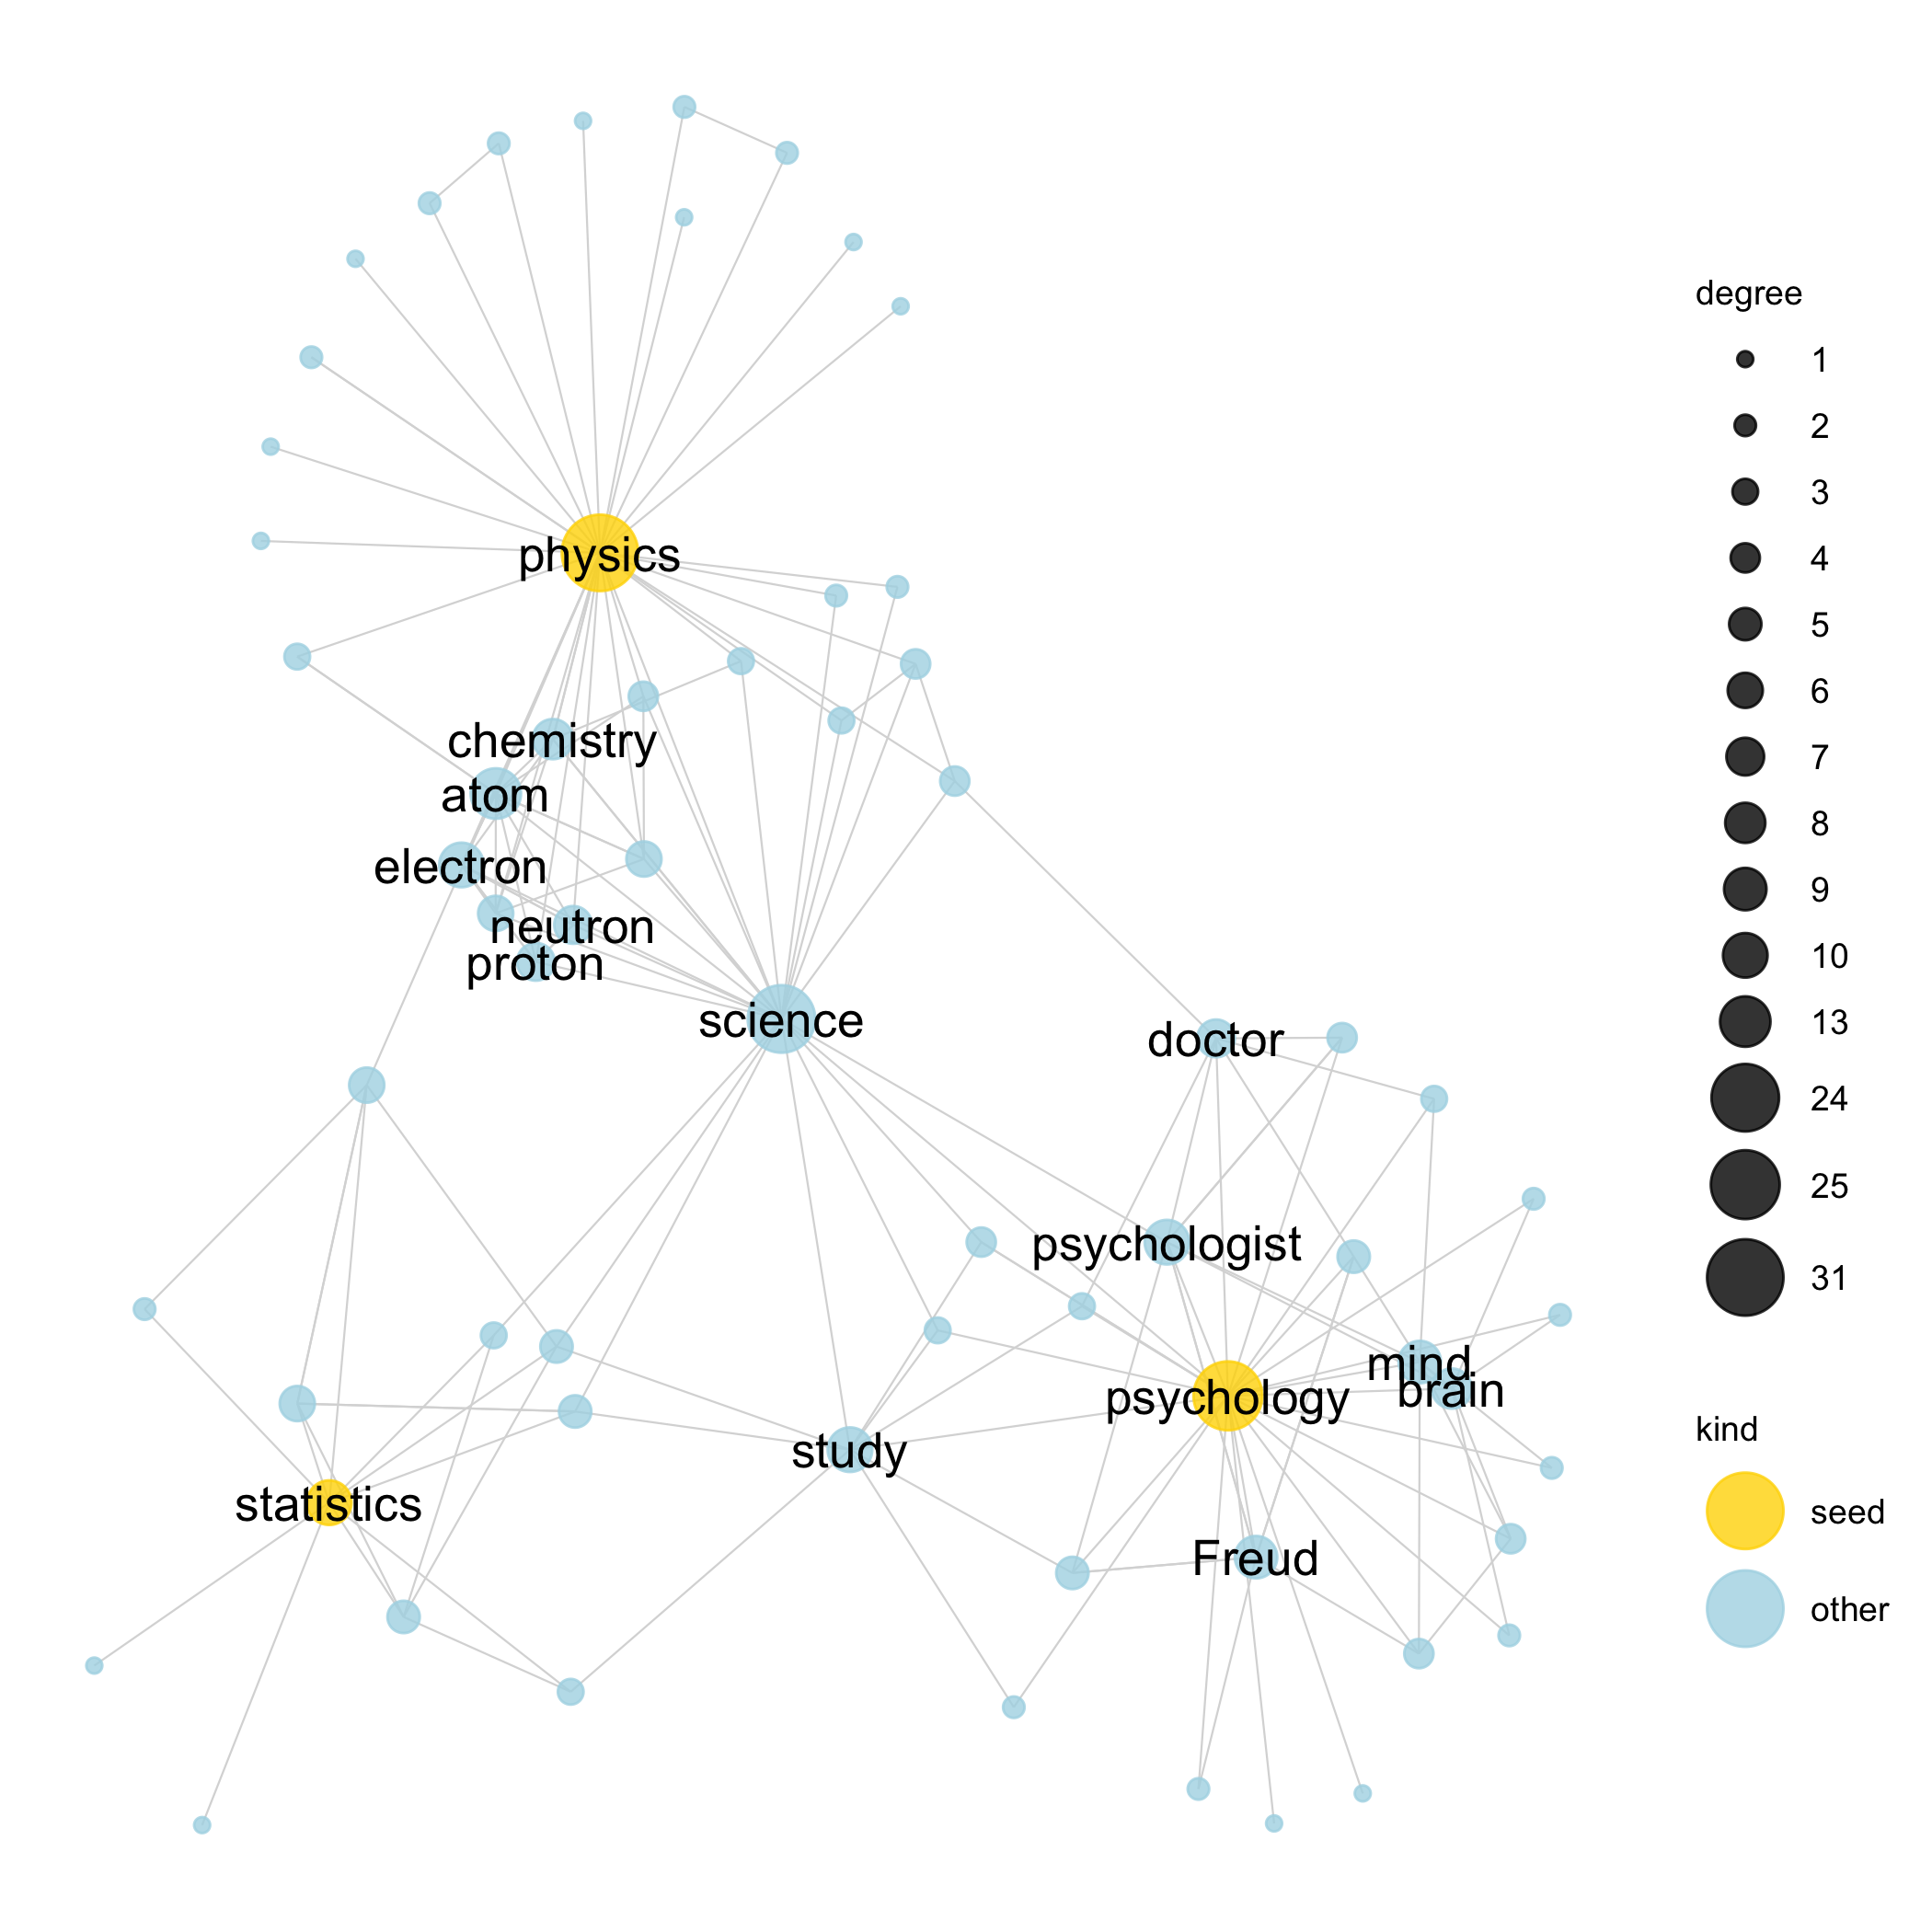 physics
chemistry
atom
electron
neutron
proton
science
doctor
psychologist
mind
brain
psychology
study
statistics
Freud
degree
1
2
3
4
5
6
7
8
9
10
13
24
25
31
kind
seed
other